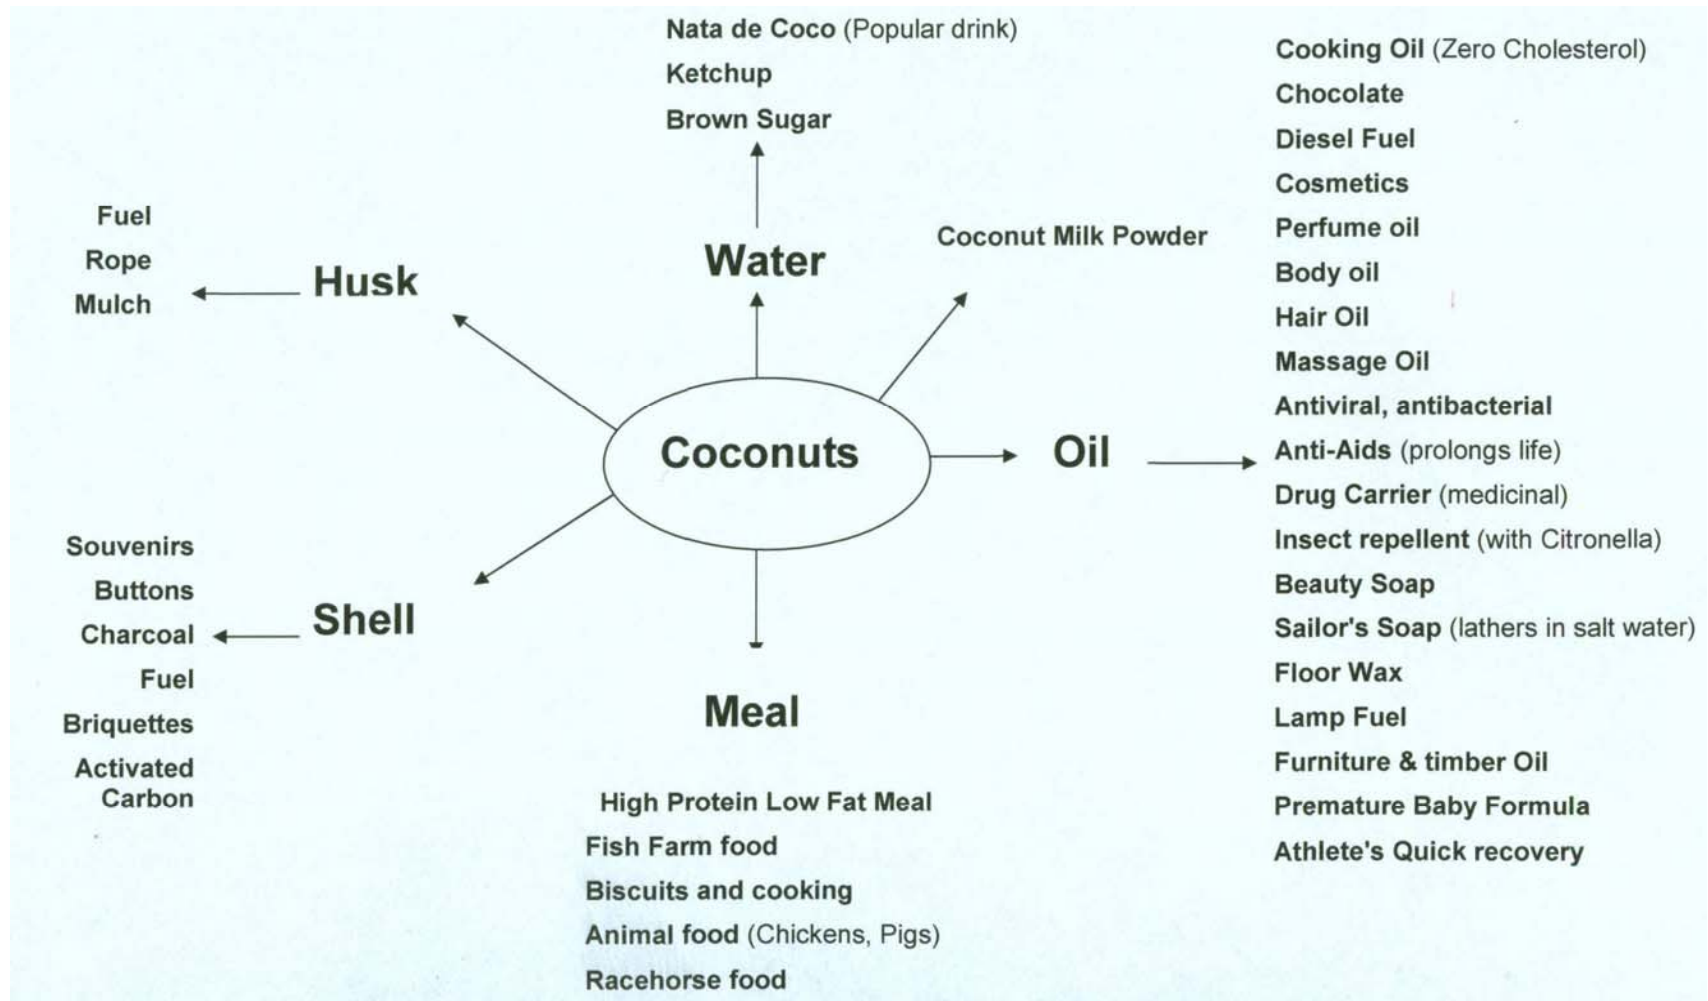 Nata de Coco (Popular drink)
Ketchup
Brown Sugar
Water
Coconut Milk Powder
Fuel
Rope
Mulch
Husk
Coconuts
Oil
Cooking Oil (Zero Cholesterol)
Chocolate
Diesel Fuel
Cosmetics
Perfume oil
Body oil
Hair Oil
Massage Oil
Antiviral, antibacterial
Anti-Aids (prolongs life)
Drug Carrier (medicinal)
Insect repellent (with Citronella)
Beauty Soap
Sailor's Soap (lathers in salt water)
Floor Wax
Lamp Fuel
Furniture & timber Oil
Premature Baby Formula
Athlete's Quick recovery
Souvenirs
Buttons
Charcoal
Fuel
Briquettes
Activated
Carbon
Shell
Meal
High Protein Low Fat Meal
Fish Farm food
Biscuits and cooking
Animal food (Chickens, Pigs)
Racehorse food